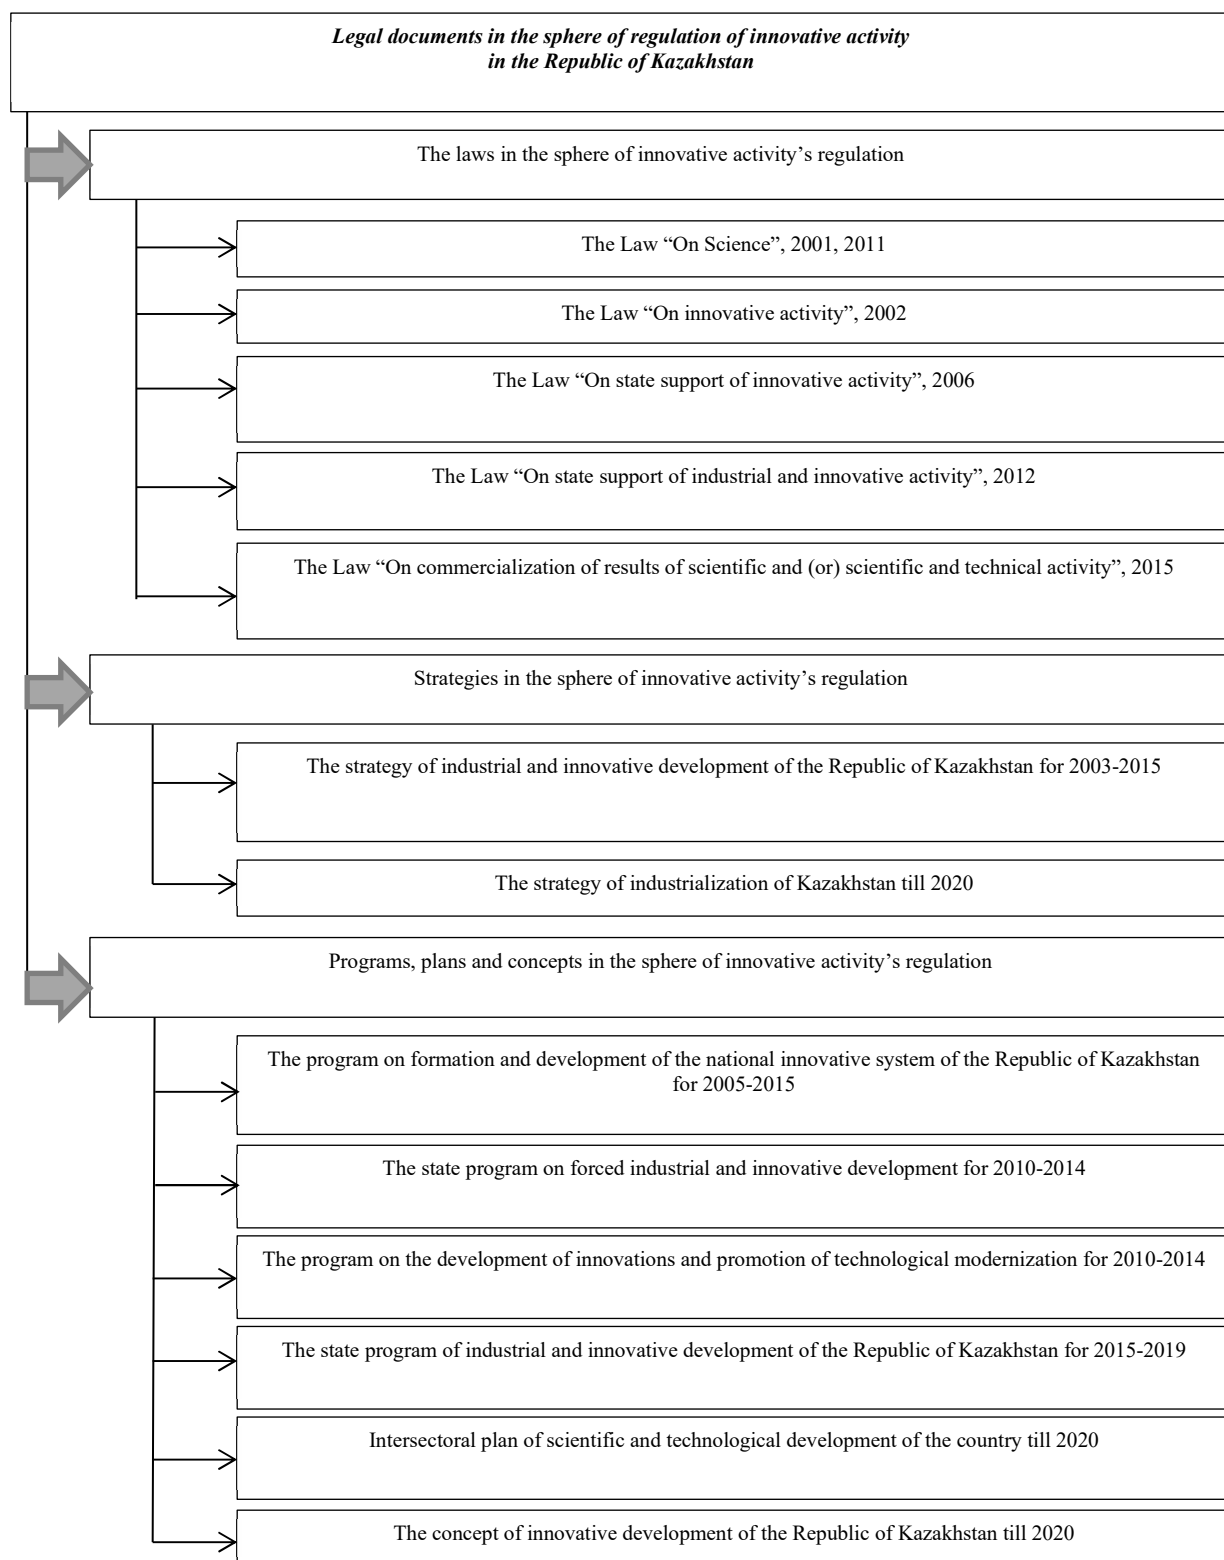 Legal documents in the sphere of regulation of innovative activity
in the Republic of Kazakhstan
The laws in the sphere of innovative activity’s regulation
The Law “On Science”, 2001, 2011
The Law “On innovative activity”, 2002
The Law “On state support of innovative activity”, 2006
The Law “On state support of industrial and innovative activity”, 2012
The Law “On commercialization of results of scientific and (or) scientific and technical activity”, 2015
Strategies in the sphere of innovative activity’s regulation
The strategy of industrial and innovative development of the Republic of Kazakhstan for 2003-2015
The strategy of industrialization of Kazakhstan till 2020
Programs, plans and concepts in the sphere of innovative activity’s regulation
The program on formation and development of the national innovative system of the Republic of Kazakhstan
for 2005-2015
The state program on forced industrial and innovative development for 2010-2014
The program on the development of innovations and promotion of technological modernization for 2010-2014
The state program of industrial and innovative development of the Republic of Kazakhstan for 2015-2019
Intersectoral plan of scientific and technological development of the country till 2020
The concept of innovative development of the Republic of Kazakhstan till 2020